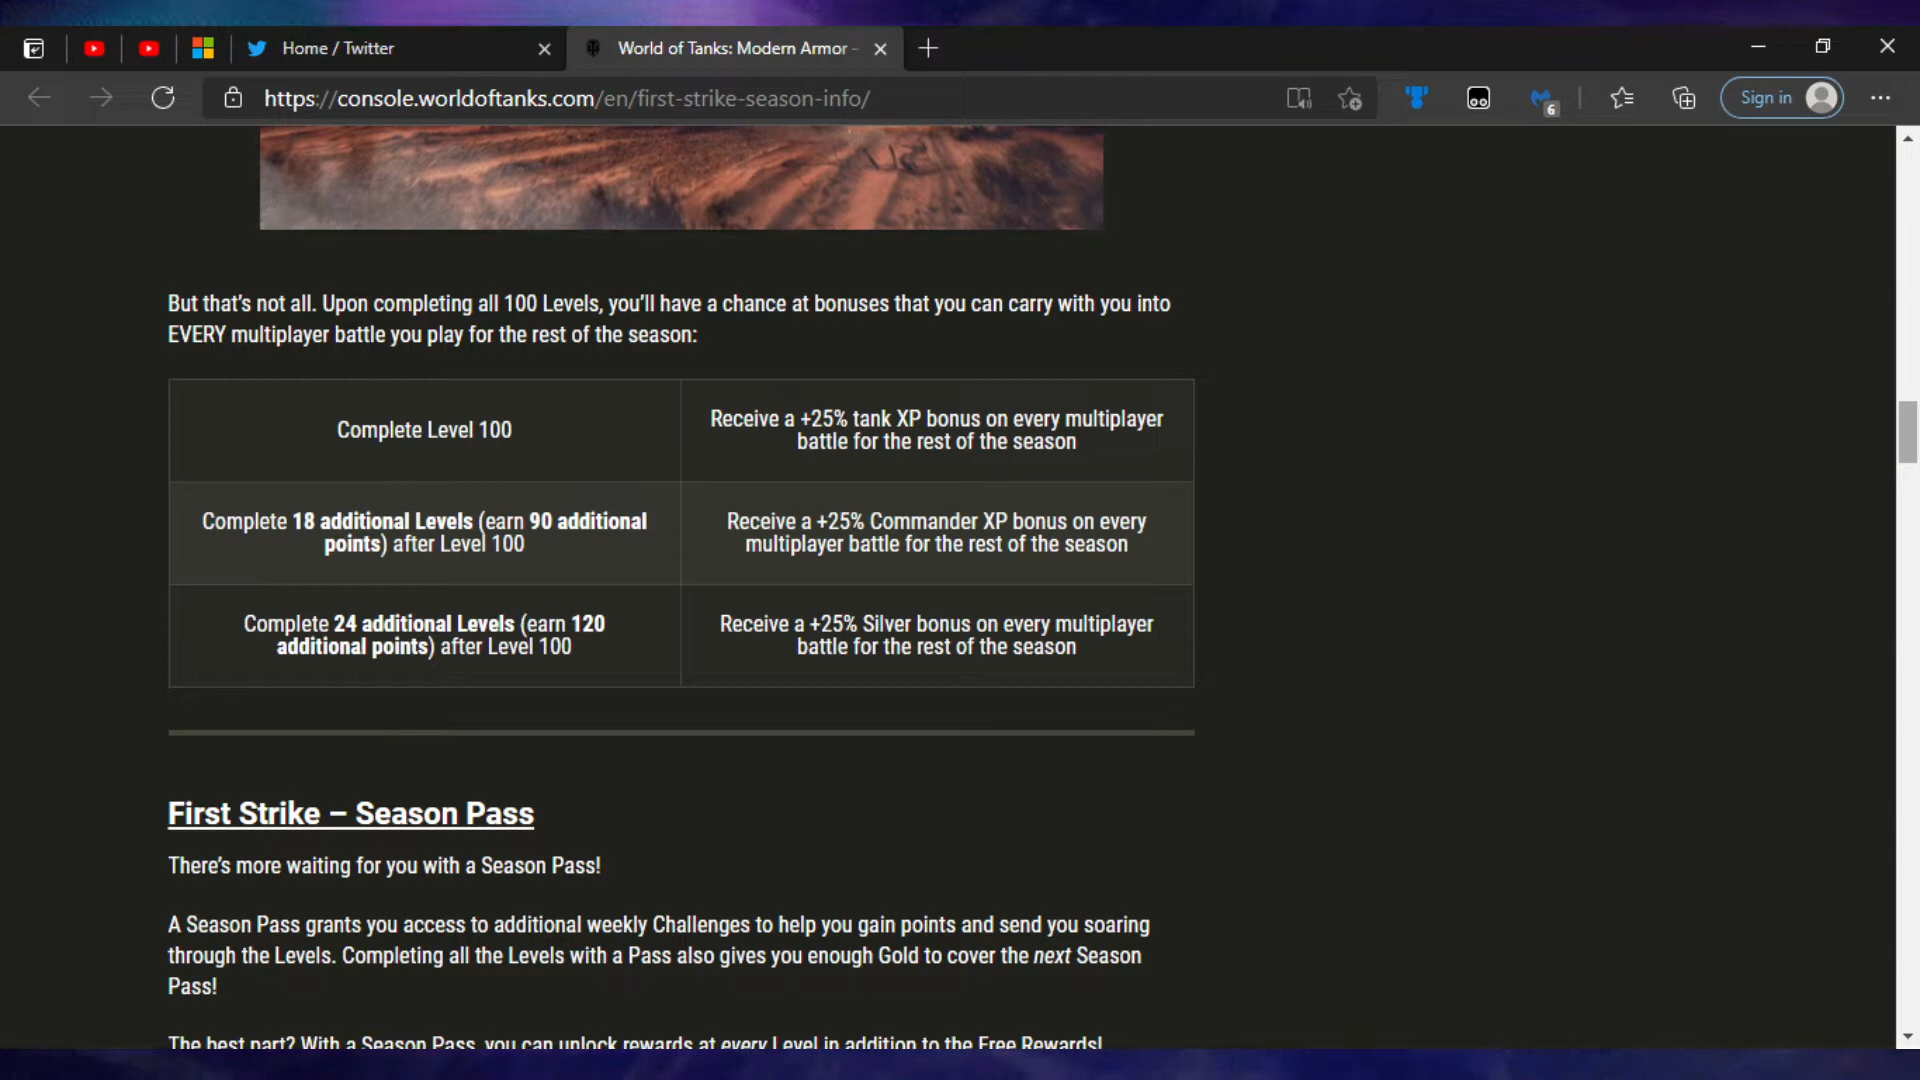 Home / Twitter
World of Tanks: Modern Armor -
https://console.worldoftanks.com/en/first-strike-season-info/
6
Sign in
But that's not all. Upon completing all 100 Levels, you'll have a chance at bonuses that you can carry with you into
EVERY multiplayer battle you play for the rest of the season:
Complete Level 100
Receive a +25% tank XP bonus on every multiplayer
battle for the rest of the season
Complete 18 additional Levels (earn 90 additional
points) after Level 100
Receive a +25% Commander XP bonus on every
multiplayer battle for the rest of the season
Complete 24 additional Levels (earn 120
additional points) after Level 100
Receive a +25% Silver bonus on every multiplayer
battle for the rest of the season
First Strike – Season Pass
There's more waiting for you with a Season Pass!
A Season Pass grants you access to additional weekly Challenges to help you gain points and send you soaring
through the Levels. Completing all the Levels with a Pass also gives you enough Gold to cover the next Season
Pass!
The best part? With a Season Pass, you can unlock rewards at every Level in addition to the Free Rewards!